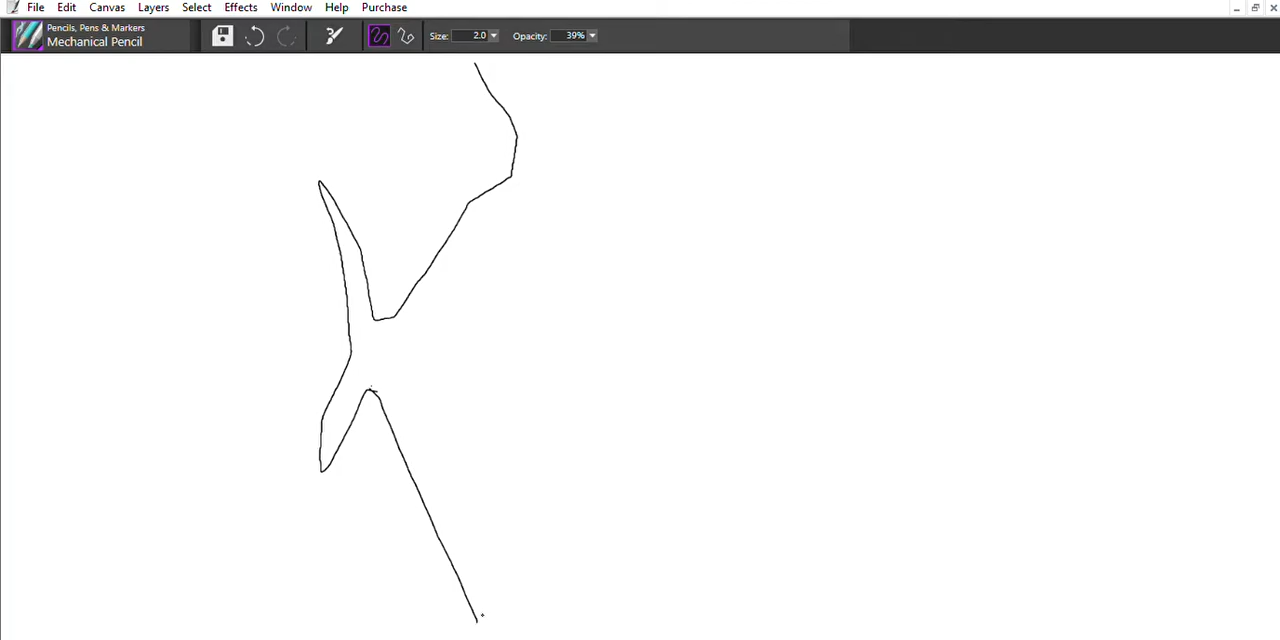 File Edit Canvas Layers Select Effects Window Help Purchase
Pencils, Pens & Markers
Mechanical Pencil
Size: 2.0 Opacity: 39%